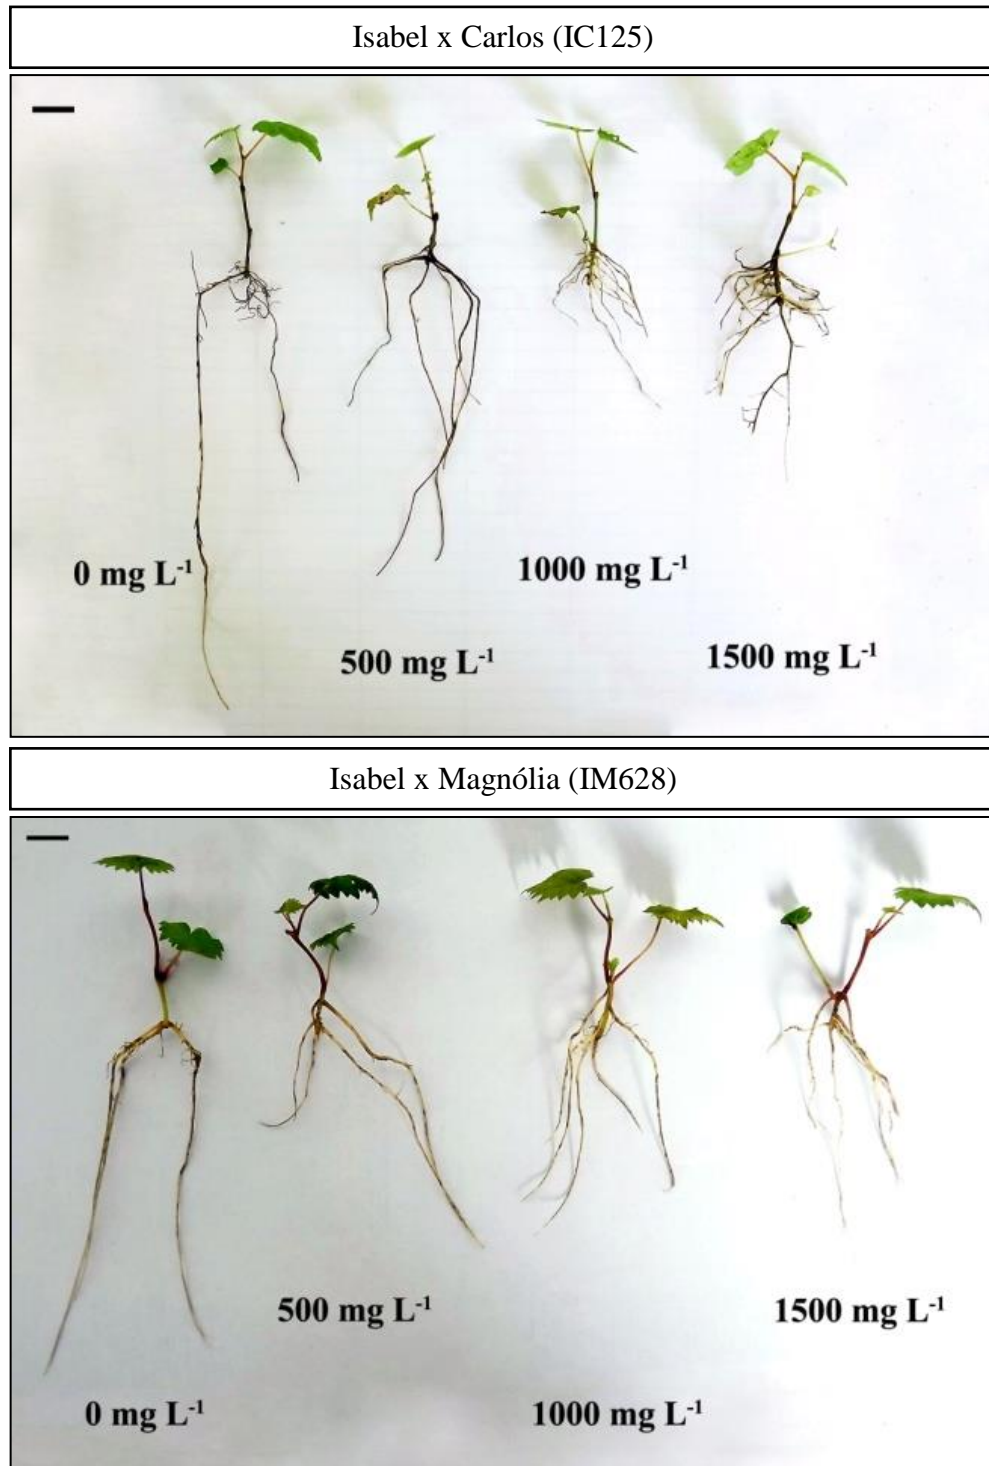 Isabel x Carlos (IC125)
0 mg L⁻¹
500 mg L⁻¹
1000 mg L⁻¹
1500 mg L⁻¹
Isabel x Magnólia (IM628)
0 mg L⁻¹
500 mg L⁻¹
1000 mg L⁻¹
1500 mg L⁻¹